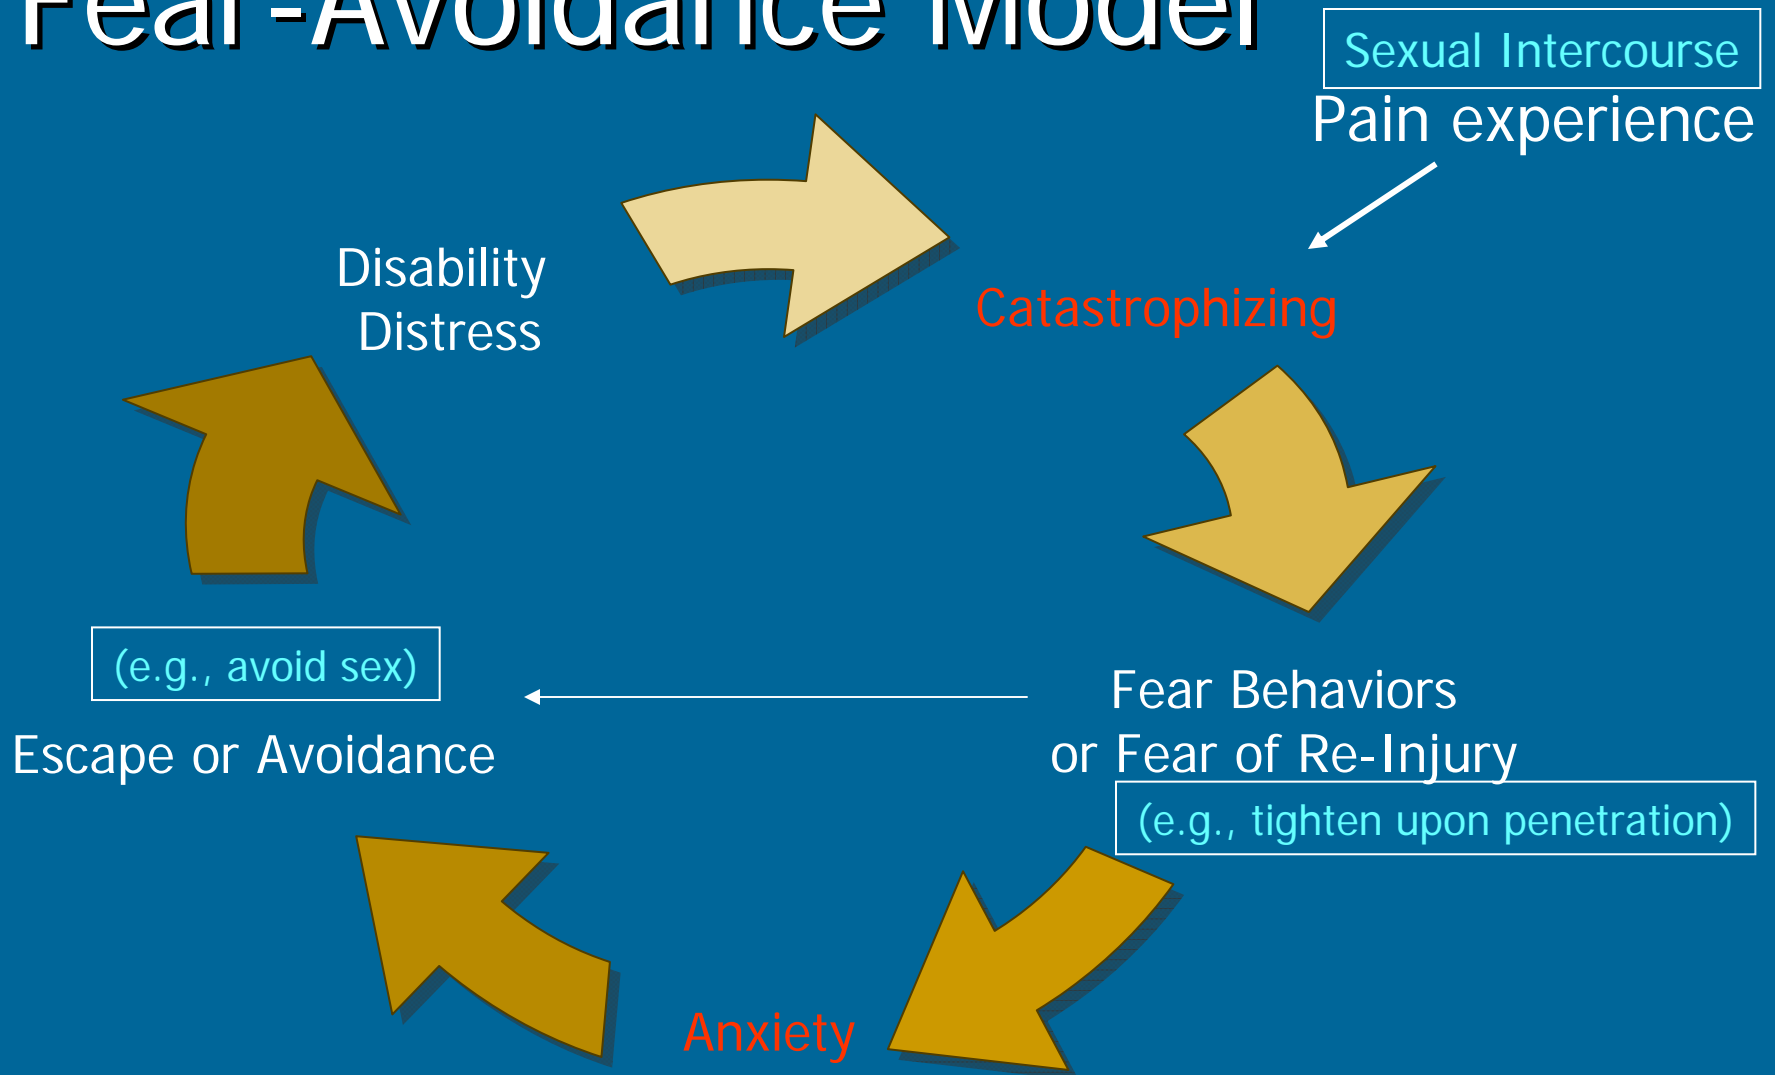 Fear-Avoidance Model
Sexual Intercourse
Pain experience
Disability
Distress
Catastrophizing
(e.g., avoid sex)
Escape or Avoidance
Fear Behaviors
or Fear of Re-Injury
(e.g., tighten upon penetration)
Anxiety